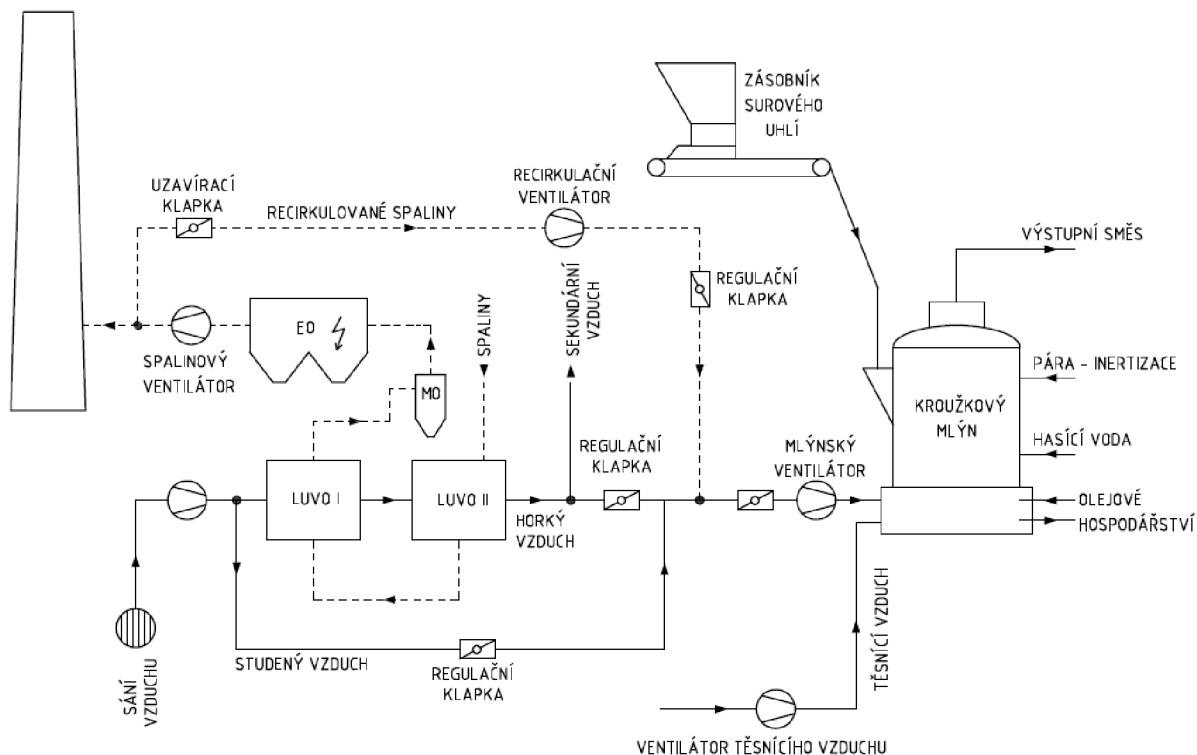 ZÁSOBNÍK
SUROVÉHO
UHLÍ
UZAVÍRACÍ
KLAPKA
RECIRKULOVANÉ SPALINY
RECIRKULAČNÍ
VENTILÁTOR
VÝSTUPNÍ SMĚS
REGULAČNÍ
KLAPKA
SEKUNDÁRNÍ
VZDUCH
SPALINY
EO
SPALINOVÝ
VENTILÁTOR
MO
PÁRA - INERTIZACE
KROUŽKOVÝ
MLÝN
HASÍCÍ VODA
REGULAČNÍ
KLAPKA
MLÝNSKÝ
VENTILÁTOR
LUVO I
LUVO II
HORKÝ
VZDUCH
OLEJOVÉ
HOSPODÁŘSTVÍ
SÁNÍ
VZDUCHU
STUDENÝ VZDUCH
REGULAČNÍ
KLAPKA
TĚSNÍCÍ VZDUCH
VENTILÁTOR TĚSNÍCÍHO VZDUCHU